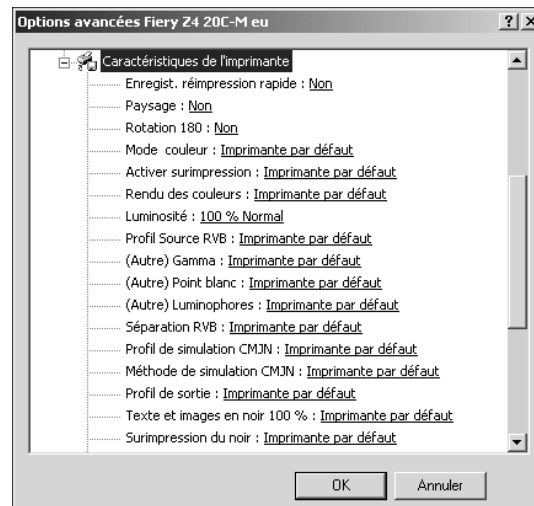 Options avancées Fiery Z4 20C-M eu
Caractéristiques de l'imprimante
Enregist. réimpression rapide : Non
Paysage : Non
Rotation 180 : Non
Mode couleur : Imprimante par défaut
Activer surimpression : Imprimante par défaut
Rendu des couleurs : Imprimante par défaut
Luminosité : 100 % Normal
Profil Source RVB : Imprimante par défaut
(Autre) Gamma : Imprimante par défaut
(Autre) Point blanc : Imprimante par défaut
(Autre) Luminophores : Imprimante par défaut
Séparation RVB : Imprimante par défaut
Profil de simulation CMJN : Imprimante par défaut
Méthode de simulation CMJN : Imprimante par défaut
Profil de sortie : Imprimante par défaut
Texte et images en noir 100 % : Imprimante par défaut
Surimpression du noir : Imprimante par défaut
OK Annuler